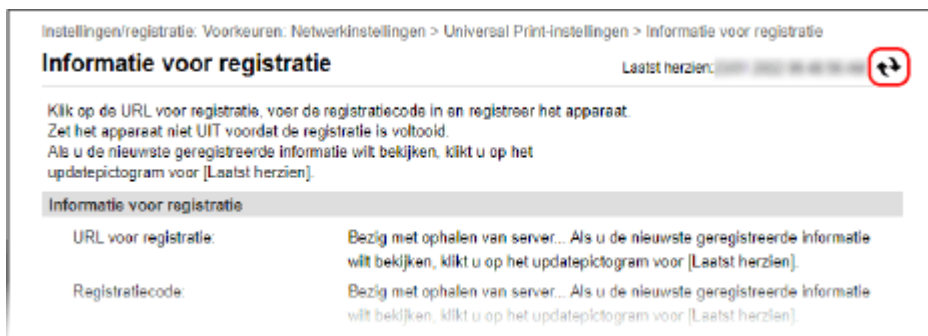 Instellingen/registratie: Voorkeuren: Netwerkinstellingen > Universal Print-instellingen > Informatie voor registratie
Informatie voor registratie
Laatst herzien:
Klik op de URL voor registratie, voer de registratiecode in en registreer het apparaat.
Zet het apparaat niet UIT voordat de registratie is voltooid.
Als u de nieuwste geregistreerde informatie wilt bekijken, klikt u op het
updatepictogram voor [Laatst herzien].
Informatie voor registratie
URL voor registratie: Bezig met ophalen van server... Als u de nieuwste geregistreerde informatie
wilt bekijken, klikt u op het updatepictogram voor [Laatst herzien].
Registratiecode: Bezig met ophalen van server... Als u de nieuwste geregistreerde informatie
wilt bekijken, klikt u op het updatepictogram voor [Laatst herzien].